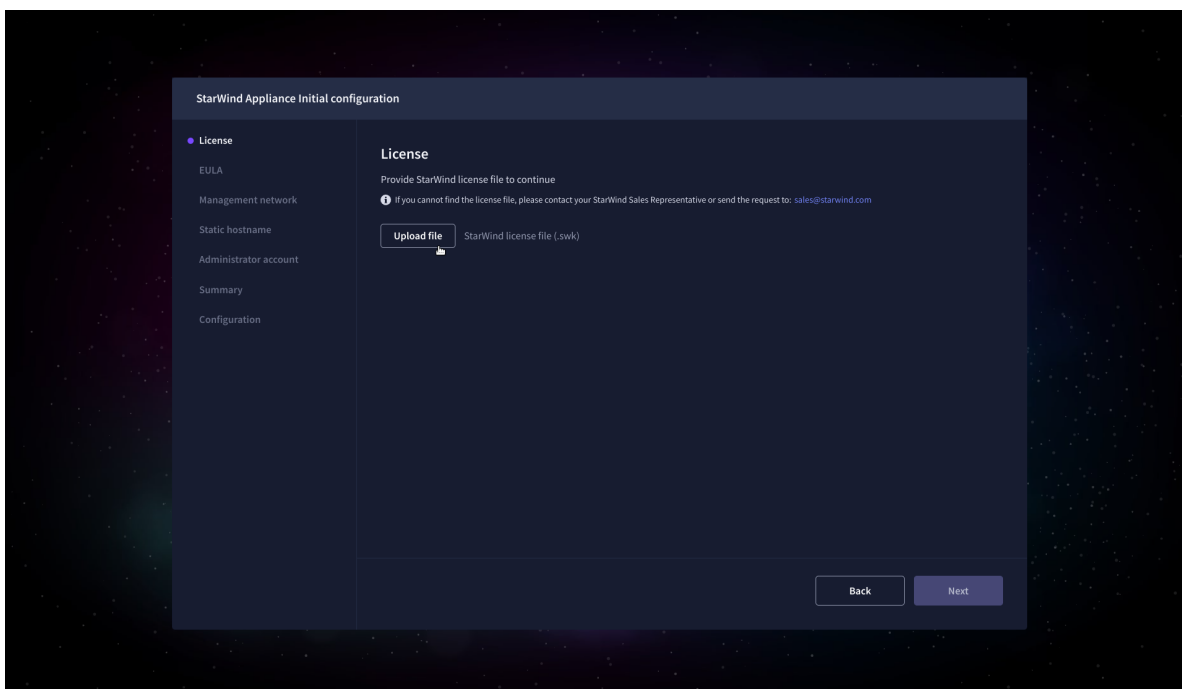 StarWind Appliance Initial configuration
License
EULA
Management network
Static hostname
Administrator account
Summary
Configuration
License
Provide StarWind license file to continue
If you cannot find the license file, please contact your StarWind Sales Representative or send the request to: sales@starwind.com
Upload file StarWind license file (.swk)
Back Next